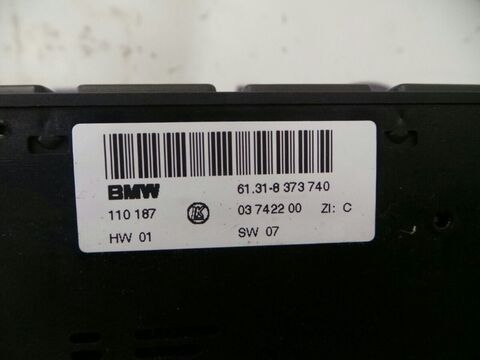 BMW 61.31-8 373 740
110 187 03 742 2 00 ZI: C
HW 01 SW 07